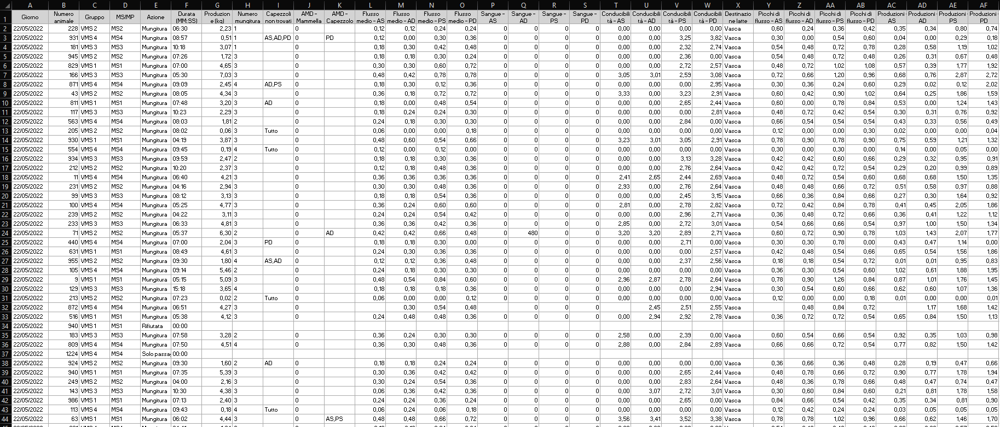 A B C D E F G H I J K L M N O P Q R S T U V W X Y Z AA AB AC AD AE AF
Numero Durata Produzion Numero Capezzoli AMD - AMD - Flusso Flusso Flusso Flusso Sangue - Sangue - Sangue - Sangue - Conducibili Conducibili Conducibili Conducibili Destinazio Picchi di Picchi di Picchi di Picchi di Produzioni - Produzioni - Produzioni - Produzioni -
1 Giorno animale Gruppo MS/MP Azione (MM:SS) e (kg) mungitura non trovati Mammella Capezzolo medio - AS medio - AD medio - PS medio - PD AS AD PS PD tà - AS tà - AD tà - PS tà - PD ne latte flusso - AS flusso - AD flusso - PS flusso - PD AS AD PS PD
2 22/05/2022 228 VMS 2 MS2 Mungitura 06:30 2,23 1 0 0,12 0,12 0,24 0,24 0 0 0 0 0,00 0,00 0,00 0,00 Vasca 0,60 0,24 0,36 0,42 0,35 0,34 0,80 0,74
3 22/05/2022 931 VMS 4 MS4 Mungitura 08:57 0,51 1 AS,AD,PD 0 PD 0,12 0,00 0,30 0,36 0 0 0 0 0,00 0,00 3,25 3,82 Vasca 0,30 0,00 0,54 0,60 0,04 0,00 0,29 0,18
4 22/05/2022 181 VMS 3 MS3 Mungitura 10:18 3,07 1 0 0,18 0,30 0,42 0,48 0 0 0 0 0,00 0,00 2,32 2,74 Vasca 0,54 0,48 0,72 0,78 0,28 0,58 1,19 1,02
5 22/05/2022 945 VMS 2 MS2 Mungitura 07:26 1,72 3 0 0,18 0,18 0,30 0,24 0 0 0 0 0,00 0,00 2,36 0,00 Vasca 0,54 0,48 0,72 0,48 0,26 0,31 0,67 0,48
6 22/05/2022 829 VMS 1 MS1 Mungitura 07:00 4,65 3 0 0,30 0,30 0,60 0,72 0 0 0 0 0,00 0,00 2,72 2,57 Vasca 0,48 0,72 1,02 1,08 0,57 0,39 1,77 1,92
7 22/05/2022 166 VMS 3 MS3 Mungitura 05:30 7,03 3 0 0,48 0,42 0,78 0,78 0 0 0 0 3,05 3,01 2,59 3,08 Vasca 0,72 0,66 1,20 0,96 0,68 0,76 2,87 2,72
8 22/05/2022 871 VMS 4 MS4 Mungitura 09:09 2,45 4 AD,PS 0 0,18 0,30 0,12 0,36 0 0 0 0 0,00 0,00 0,00 2,95 Vasca 0,30 0,36 0,24 0,60 0,29 0,02 0,12 2,02
9 22/05/2022 43 VMS 2 MS2 Mungitura 08:05 4,34 3 0 0,36 0,18 0,72 0,72 0 0 0 0 3,33 0,00 3,23 2,91 Vasca 0,60 0,42 0,90 1,02 0,64 0,25 1,86 1,59
10 22/05/2022 811 VMS 1 MS1 Mungitura 07:48 3,20 3 AD 0 0,18 0,00 0,48 0,54 0 0 0 0 0,00 0,00 2,65 2,44 Vasca 0,60 0,00 0,78 0,84 0,53 0,00 1,24 1,43
11 22/05/2022 117 VMS 3 MS3 Mungitura 10:23 2,29 3 0 0,18 0,24 0,24 0,30 0 0 0 0 0,00 0,00 0,00 2,81 Vasca 0,48 0,72 0,42 0,54 0,30 0,31 0,76 0,92
12 22/05/2022 563 VMS 4 MS4 Mungitura 08:03 1,81 2 0 0,24 0,18 0,30 0,30 0 0 0 0 0,00 0,00 2,84 0,00 Vasca 0,66 0,54 0,54 0,54 0,43 0,33 0,56 0,49
13 22/05/2022 205 VMS 2 MS2 Mungitura 08:02 0,06 3 Tutto 0 0,06 0,00 0,00 0,18 0 0 0 0 0,00 0,00 0,00 0,00 Vasca 0,12 0,00 0,00 0,30 0,02 0,00 0,00 0,04
14 22/05/2022 930 VMS 1 MS1 Mungitura 04:19 3,87 3 0 0,48 0,60 0,54 0,66 0 0 0 0 3,23 3,01 3,05 2,91 Vasca 0,78 0,90 0,78 0,90 0,75 0,59 1,21 1,32
15 22/05/2022 554 VMS 4 MS4 Mungitura 09:45 0,19 4 Tutto 0 0,12 0,00 0,12 0,00 0 0 0 0 0,00 0,00 0,00 0,00 Vasca 0,30 0,00 0,30 0,00 0,14 0,00 0,05 0,00
16 22/05/2022 934 VMS 3 MS3 Mungitura 09:59 2,47 2 0 0,18 0,18 0,30 0,36 0 0 0 0 0,00 0,00 3,13 3,28 Vasca 0,42 0,42 0,60 0,66 0,29 0,32 0,95 0,91
17 22/05/2022 212 VMS 2 MS2 Mungitura 10:20 2,37 3 0 0,12 0,18 0,48 0,36 0 0 0 0 0,00 0,00 2,76 2,64 Vasca 0,42 0,42 0,72 0,54 0,29 0,20 0,99 0,89
18 22/05/2022 11 VMS 4 MS4 Mungitura 06:40 4,21 3 0 0,36 0,36 0,36 0,36 0 0 0 0 2,41 2,65 2,44 2,69 Vasca 0,48 0,72 0,54 0,60 0,68 0,68 1,50 1,35
19 22/05/2022 231 VMS 2 MS2 Mungitura 04:16 2,94 3 0 0,30 0,30 0,48 0,36 0 0 0 0 2,93 0,00 2,76 2,64 Vasca 0,48 0,48 0,66 0,72 0,51 0,58 0,97 0,88
20 22/05/2022 99 VMS 3 MS3 Mungitura 08:12 3,13 3 0 0,18 0,18 0,54 0,36 0 0 0 0 0,00 0,00 2,45 3,15 Vasca 0,66 0,36 0,84 0,66 0,27 0,30 1,64 0,92
21 22/05/2022 100 VMS 4 MS4 Mungitura 05:25 4,77 3 0 0,36 0,24 0,60 0,60 0 0 0 0 2,81 0,00 2,78 2,82 Vasca 0,72 0,42 0,84 0,78 0,41 0,45 2,05 1,86
22 22/05/2022 239 VMS 2 MS2 Mungitura 04:22 3,11 3 0 0,24 0,24 0,54 0,42 0 0 0 0 0,00 0,00 2,96 2,71 Vasca 0,36 0,48 0,72 0,66 0,36 0,41 1,22 1,12
23 22/05/2022 233 VMS 3 MS3 Mungitura 06:33 4,81 3 0 0,36 0,36 0,42 0,36 0 0 0 0 2,85 0,00 2,72 3,01 Vasca 0,54 0,66 0,66 0,54 0,97 1,00 1,50 1,34
24 22/05/2022 71 VMS 2 MS2 Mungitura 05:37 6,30 2 0 AD 0,42 0,42 0,66 0,48 0 480 0 0 3,20 3,20 2,89 2,71 Vasca 0,60 0,72 0,90 0,78 1,03 1,43 2,07 1,77
25 22/05/2022 440 VMS 4 MS4 Mungitura 07:00 2,04 3 PD 0 0,18 0,18 0,30 0,00 0 0 0 0 0,00 0,00 2,71 0,00 Vasca 0,30 0,30 0,78 0,00 0,43 0,47 1,14 0,00
26 22/05/2022 631 VMS 1 MS1 Mungitura 08:49 4,61 3 0 0,24 0,30 0,36 0,36 0 0 0 0 0,00 0,00 0,00 2,57 Vasca 0,42 0,48 0,54 0,66 0,65 0,54 1,56 1,86
27 22/05/2022 955 VMS 2 MS2 Mungitura 09:30 1,80 4 AS,AD 0 0,12 0,12 0,36 0,48 0 0 0 0 0,00 0,00 2,37 2,56 Vasca 0,18 0,18 0,54 0,72 0,01 0,01 0,95 0,83
28 22/05/2022 105 VMS 4 MS4 Mungitura 09:14 5,46 2 0 0,24 0,18 0,30 0,30 0 0 0 0 0,00 0,00 0,00 0,00 Vasca 0,36 0,30 0,54 0,60 1,02 0,61 1,88 1,95
29 22/05/2022 9 VMS 1 MS1 Mungitura 05:15 5,09 3 0 0,48 0,54 0,84 0,60 0 0 0 0 2,96 2,87 2,78 2,64 Vasca 0,78 0,90 1,26 0,84 0,87 1,01 1,76 1,45
30 22/05/2022 129 VMS 3 MS3 Mungitura 15:18 3,65 4 0 0,18 0,18 0,18 0,36 0 0 0 0 0,00 0,00 0,00 2,94 Vasca 0,30 0,54 0,60 0,66 0,62 0,60 1,07 1,36
31 22/05/2022 213 VMS 2 MS2 Mungitura 07:23 0,02 2 Tutto 0 0,06 0,00 0,00 0,12 0 0 0 0 0,00 0,00 0,00 0,00 Vasca 0,12 0,00 0,00 0,18 0,01 0,00 0,00 0,01
32 22/05/2022 872 VMS 4 MS4 Mungitura 06:51 4,27 3 0 0,30 0,54 0,48 0 0 0 2,45 2,51 2,55 Vasca 0,48 0,84 0,72 1,17 1,68 1,42
33 22/05/2022 516 VMS 1 MS1 Mungitura 05:38 4,12 3 0 0,24 0,48 0,48 0,36 0 0 0 0 0,00 2,94 2,92 2,78 Vasca 0,36 0,72 0,72 0,54 0,65 0,84 1,50 1,13
34 22/05/2022 940 VMS 1 MS1 Rifiutata 00:00
35 22/05/2022 183 VMS 3 MS3 Mungitura 07:58 3,28 2 0 0,36 0,24 0,30 0,30 0 0 0 0 2,58 0,00 2,39 0,00 Vasca 0,60 0,54 0,66 0,54 0,92 0,35 1,03 0,98
36 22/05/2022 809 VMS 4 MS4 Mungitura 07:50 4,51 4 0 0,36 0,30 0,48 0,36 0 0 0 0 2,88 0,00 2,84 2,89 Vasca 0,66 0,66 0,72 0,54 0,77 0,82 1,50 1,42
37 22/05/2022 1224 VMS 4 MS4 Solo passa 00:00
38 22/05/2022 924 VMS 2 MS2 Mungitura 09:30 1,60 2 AD 0 0,18 0,18 0,24 0,24 0 0 0 0 0,00 0,00 0,00 0,00 Vasca 0,36 0,66 0,36 0,48 0,28 0,19 0,47 0,66
39 22/05/2022 940 VMS 1 MS1 Mungitura 07:35 5,39 3 0 0,30 0,36 0,42 0,42 0 0 0 0 0,00 0,00 2,65 2,44 Vasca 0,48 0,78 0,66 0,72 0,90 0,77 1,78 1,94
40 22/05/2022 249 VMS 2 MS2 Mungitura 04:00 2,16 3 0 0,30 0,24 0,54 0,36 0 0 0 0 0,00 0,00 2,83 2,64 Vasca 0,48 0,36 0,78 0,66 0,48 0,47 0,74 0,47
41 22/05/2022 143 VMS 3 MS3 Mungitura 10:30 4,38 3 0 0,06 0,36 0,42 0,36 0 0 0 0 0,00 3,07 2,72 3,01 Vasca 0,30 0,60 0,84 0,60 0,21 0,81 1,78 1,58
42 22/05/2022 986 VMS 1 MS1 Mungitura 07:13 2,40 3 0 0,24 0,24 0,36 0,24 0 0 0 0 0,00 0,00 2,65 0,00 Vasca 0,84 0,66 0,54 0,42 0,35 0,34 0,81 0,90
43 22/05/2022 113 VMS 4 MS4 Mungitura 09:43 0,18 4 Tutto 0 0,06 0,24 0,06 0,18 0 0 0 0 0,00 0,00 0,00 0,00 Vasca 0,12 0,42 0,24 0,24 0,03 0,05 0,05 0,05
44 22/05/2022 63 VMS 1 MS1 Mungitura 06:02 4,44 3 0 AS,PS 0,48 0,48 0,66 0,72 0 0 0 0 3,56 3,41 3,52 3,38 Vasca 0,78 0,78 1,02 0,96 0,66 0,62 1,46 1,70